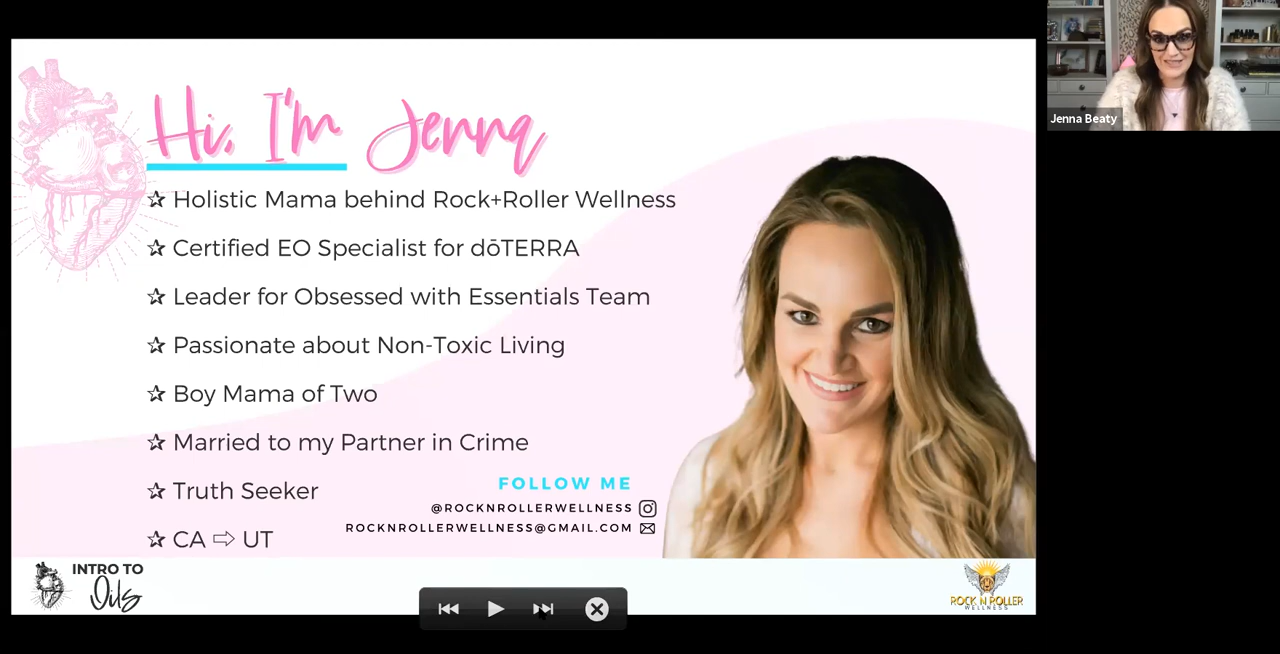 Hi, I'm Jenna
Holistic Mama behind Rock+Roller Wellness
Certified EO Specialist for dōTERRA
Leader for Obsessed with Essentials Team
Passionate about Non-Toxic Living
Boy Mama of Two
Married to my Partner in Crime
Truth Seeker
CA ⇨ UT
FOLLOW ME
@ROCKNROLLERWELLNESS
ROCKNROLLERWELLNESS@GMAIL.COM
INTRO TO
Oils
ROCK N ROLLER
WELLNESS
Jenna Beaty